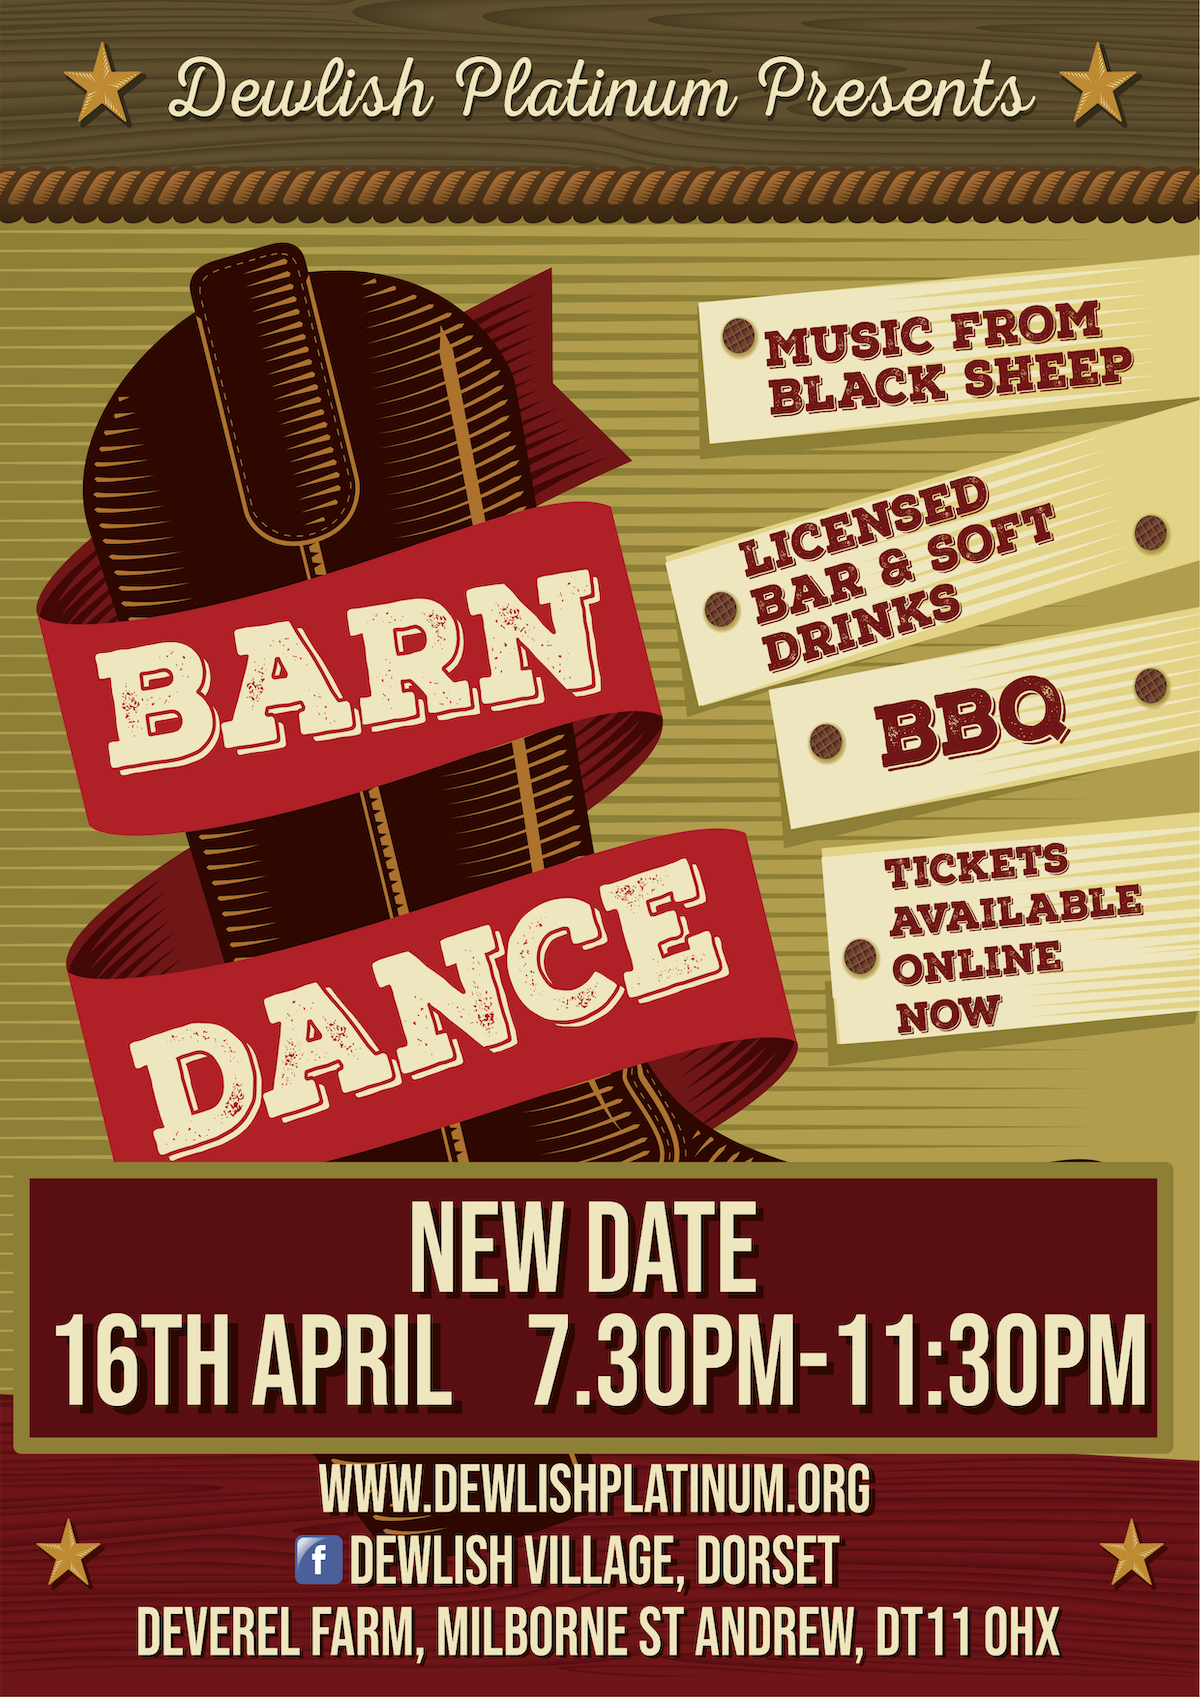 Dewlish Platinum Presents
MUSIC FROM
BLACK SHEEP
LICENSED
BAR & SOFT
DRINKS
BBQ
TICKETS
AVAILABLE
ONLINE
NOW
BARN
DANCE
NEW DATE
16TH APRIL 7.30PM-11:30PM
WWW.DEWLISHPLATINUM.ORG
f DEWLISH VILLAGE, DORSET
DEVEREL FARM, MILBORNE ST ANDREW, DT11 0HX